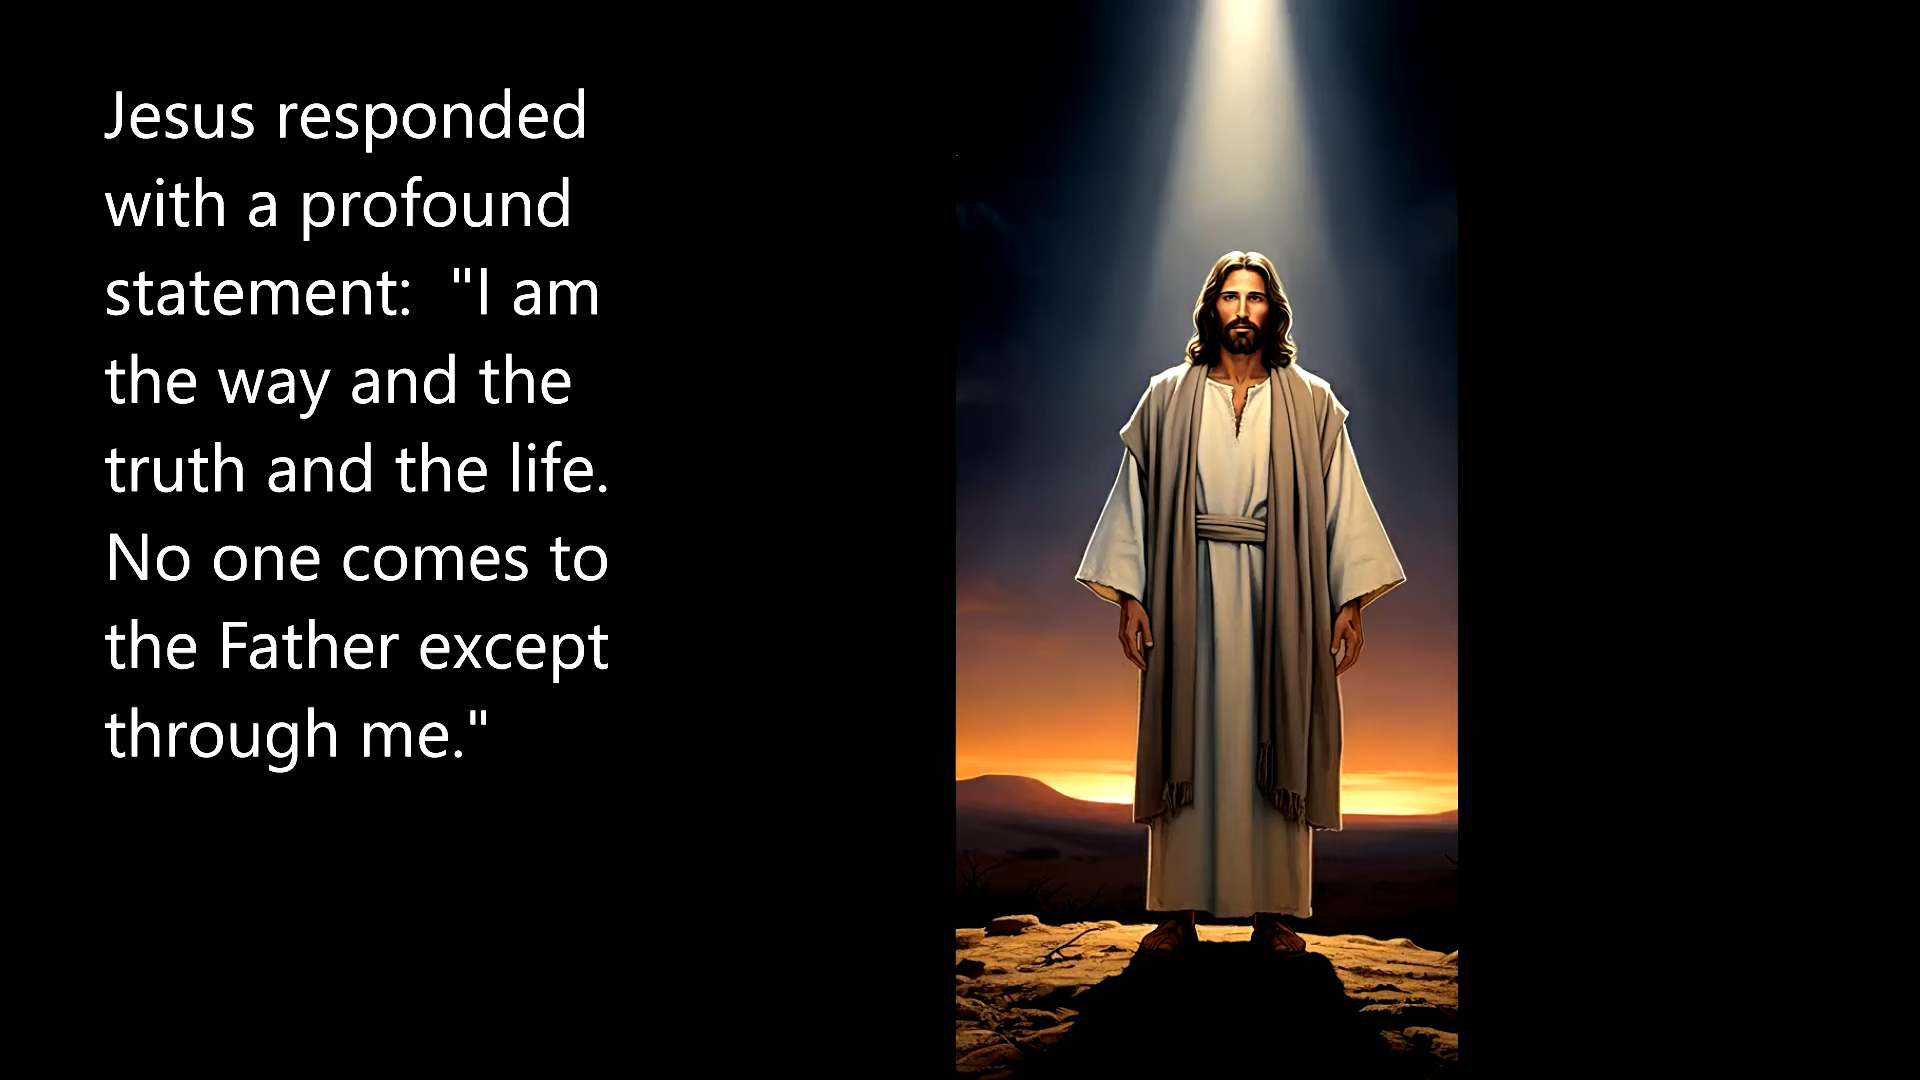 Jesus responded
with a profound
statement:  "I am
the way and the
truth and the life.
No one comes to
the Father except
through me."